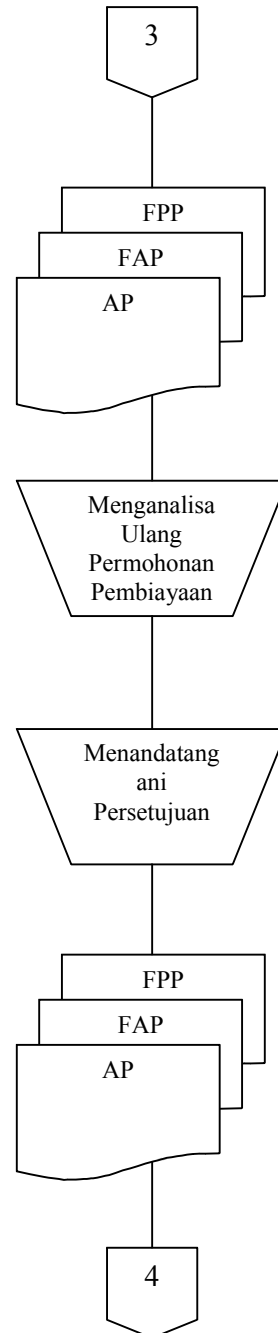 3
FPP
FAP
AP
Menganalisa
Ulang
Permohonan
Pembiayaan
Menandatang
ani
Persetujuan
FPP
FAP
AP
4